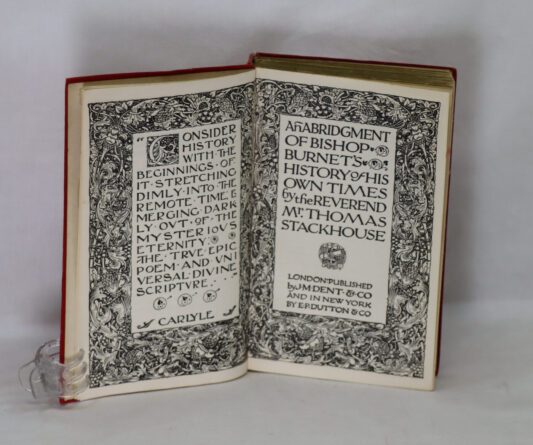 "CONSIDER
HISTORY
WITH THE
BEGINNINGS · OF
IT · STRETCHING
DIMLY · INTO · THE
REMOTE · TIME &
MERGING · DARK
LY · OVT · OF · THE
MYSTERIOVS
ETERNITY:
THE · TRVE EPIC
POEM · AND · VNI
VERSAL · DIVINE
SCRIPTVRE.
CARLYLE
An ABRIDGMENT
OF BISHOP
BURNET'S
HISTORY of HIS
OWN TIMES
by the REVEREND
Mr. THOMAS
STACKHOUSE
LONDON: PUBLISHED
by J·M·DENT · & · CO
AND IN NEW YORK
BY E·P·DUTTON & CO